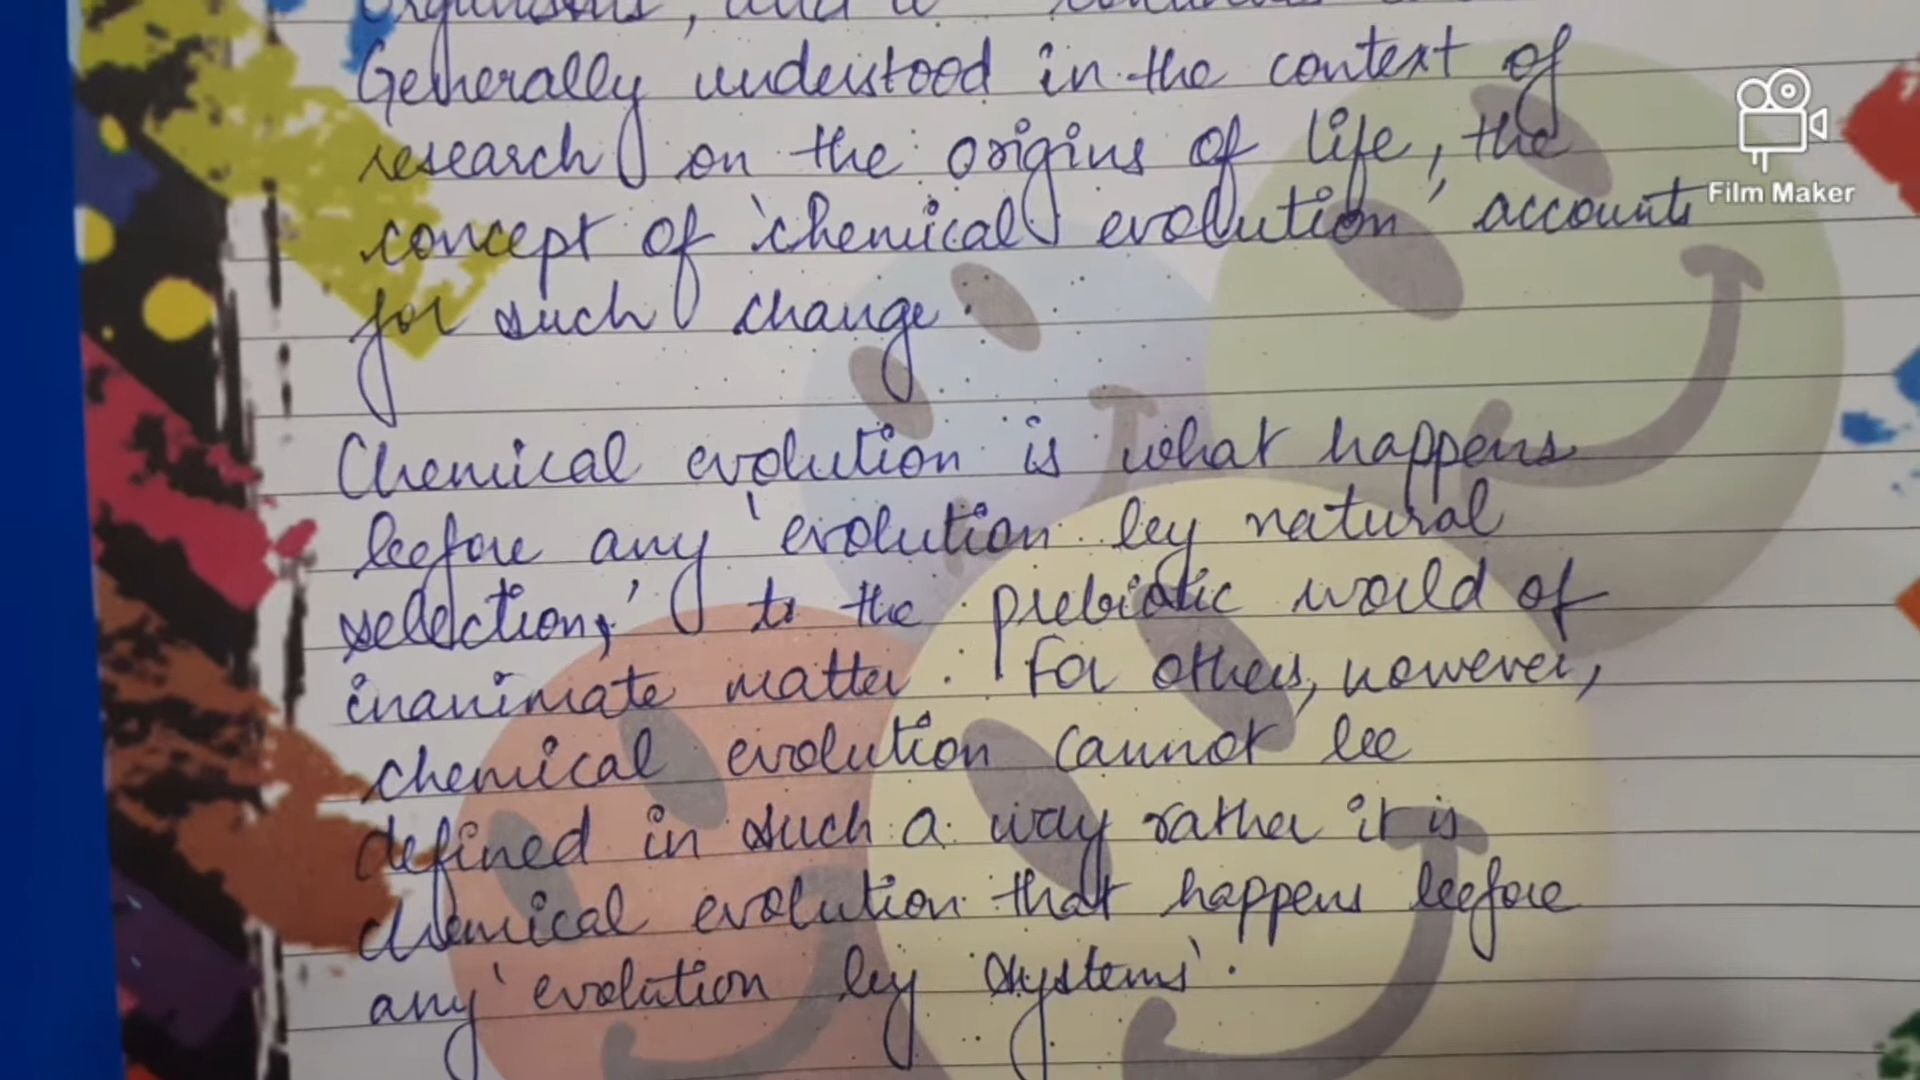 organisms, and
Generally understood in the context of
research on the origins of life, the
concept of 'chemical evolution' accounts
for such change.
Chemical evolution is what happens
before any 'evolution by natural
selection,' to the prebiotic world of
inanimate matter. For others, however,
chemical evolution cannot be
defined in such a way rather it is
chemical evolution that happens before
any 'evolution by systems'.
Film Maker